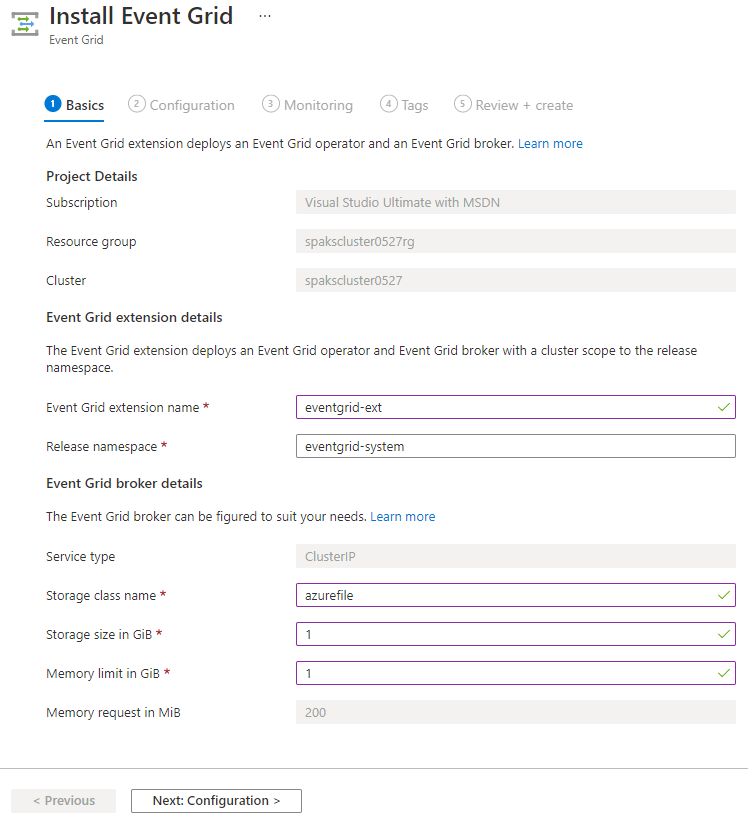 Install Event Grid ...
Event Grid
1 Basics 2 Configuration 3 Monitoring 4 Tags 5 Review + create
An Event Grid extension deploys an Event Grid operator and an Event Grid broker. Learn more
Project Details
Subscription Visual Studio Ultimate with MSDN
Resource group spakscluster0527rg
Cluster spakscluster0527
Event Grid extension details
The Event Grid extension deploys an Event Grid operator and Event Grid broker with a cluster scope to the release
namespace.
Event Grid extension name * eventgrid-ext
Release namespace * eventgrid-system
Event Grid broker details
The Event Grid broker can be figured to suit your needs. Learn more
Service type ClusterIP
Storage class name * azurefile
Storage size in GiB * 1
Memory limit in GiB * 1
Memory request in MiB 200
< Previous Next: Configuration >